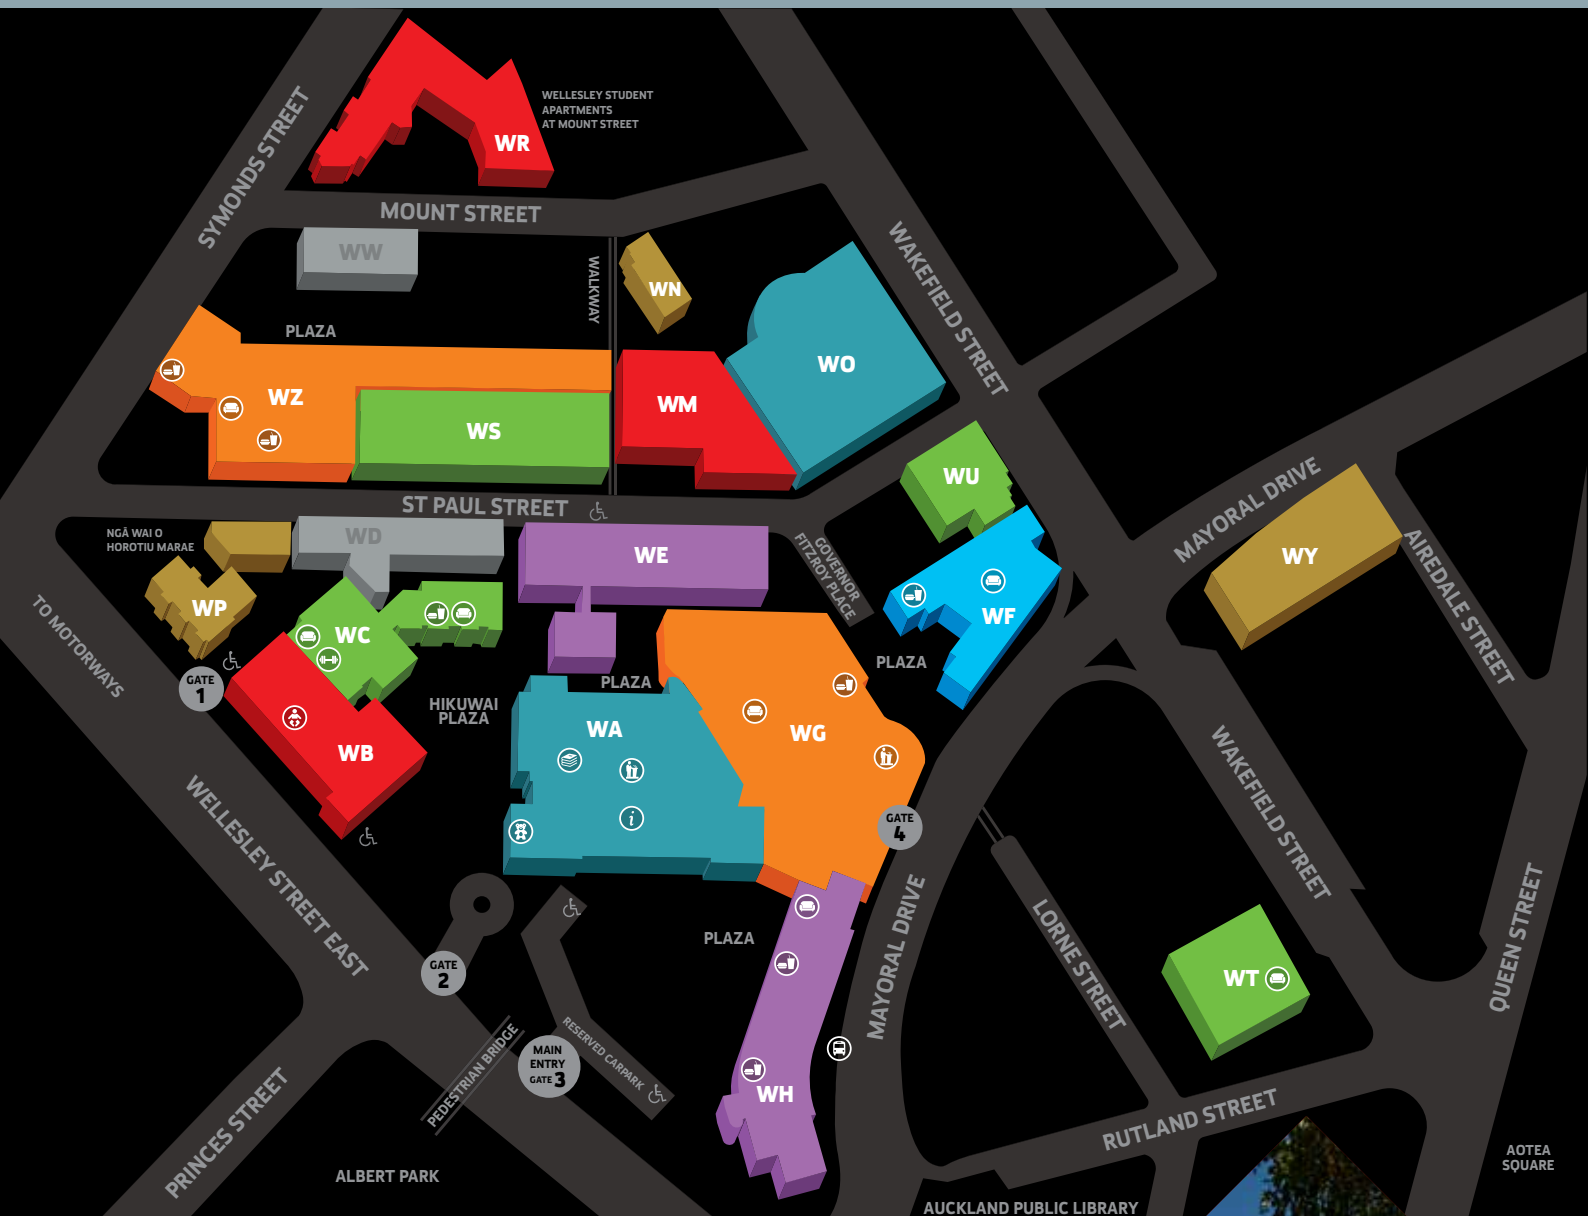 WELLESLEY STUDENT
APARTMENTS
AT MOUNT STREET
WR
SYMONDS STREET
MOUNT STREET
WW
WALKWAY
WN
WAKEFIELD STREET
PLAZA
WO
WZ
WM
WS
WU
ST PAUL STREET
MAYORAL DRIVE
NGĀ WAI O
HOROTIU MARAE
WD
WE
GOVERNOR
FITZROY PLACE
WY
AIREDALE STREET
WP
WC
WF
TO MOTORWAYS
GATE
1
PLAZA
PLAZA
HIKUWAI
PLAZA
WA
WG
WB
WAKEFIELD STREET
i
GATE
4
WELLESLEY STREET EAST
MAYORAL DRIVE
LORNE STREET
QUEEN STREET
PLAZA
GATE
2
WT
PEDESTRIAN BRIDGE
RESERVED CARPARK
MAIN
ENTRY
GATE 3
WH
PRINCES STREET
RUTLAND STREET
ALBERT PARK
AOTEA
SQUARE
AUCKLAND PUBLIC LIBRARY